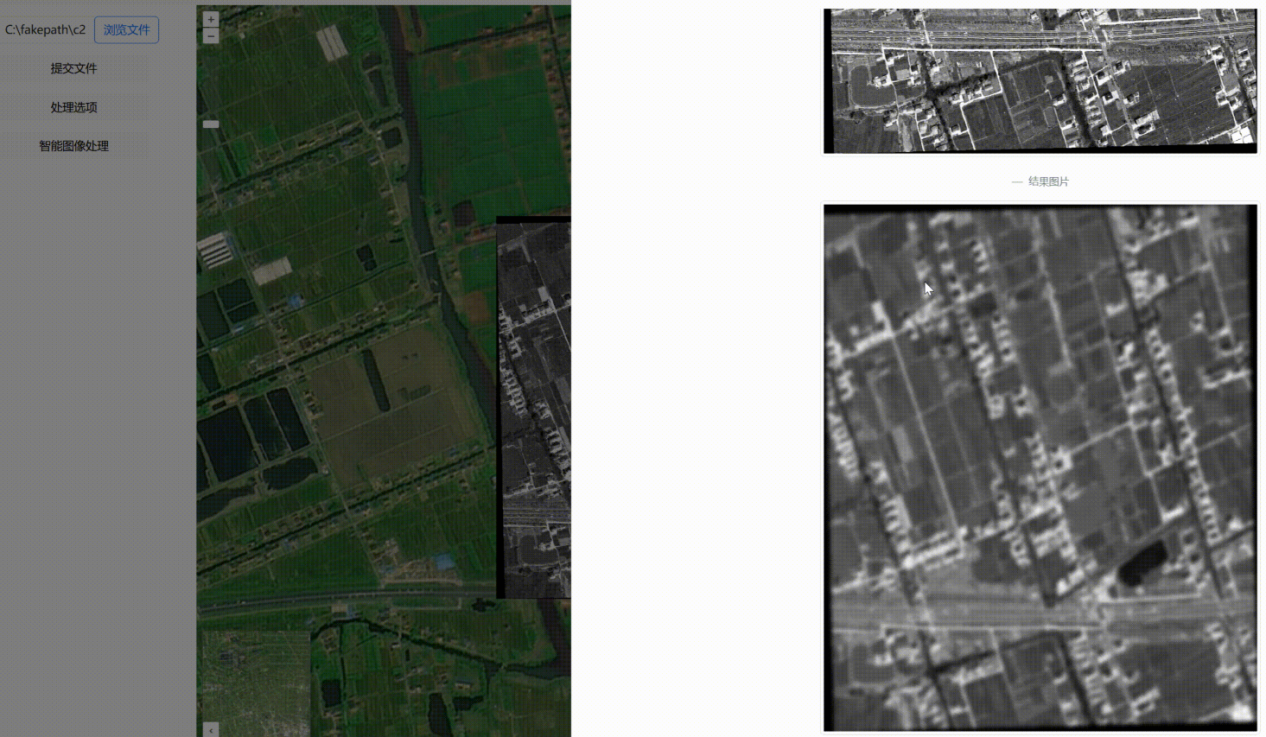 C:\fakepath\c2 浏览文件
提交文件
处理选项
智能图像处理
+
−
‹
— 结果图片